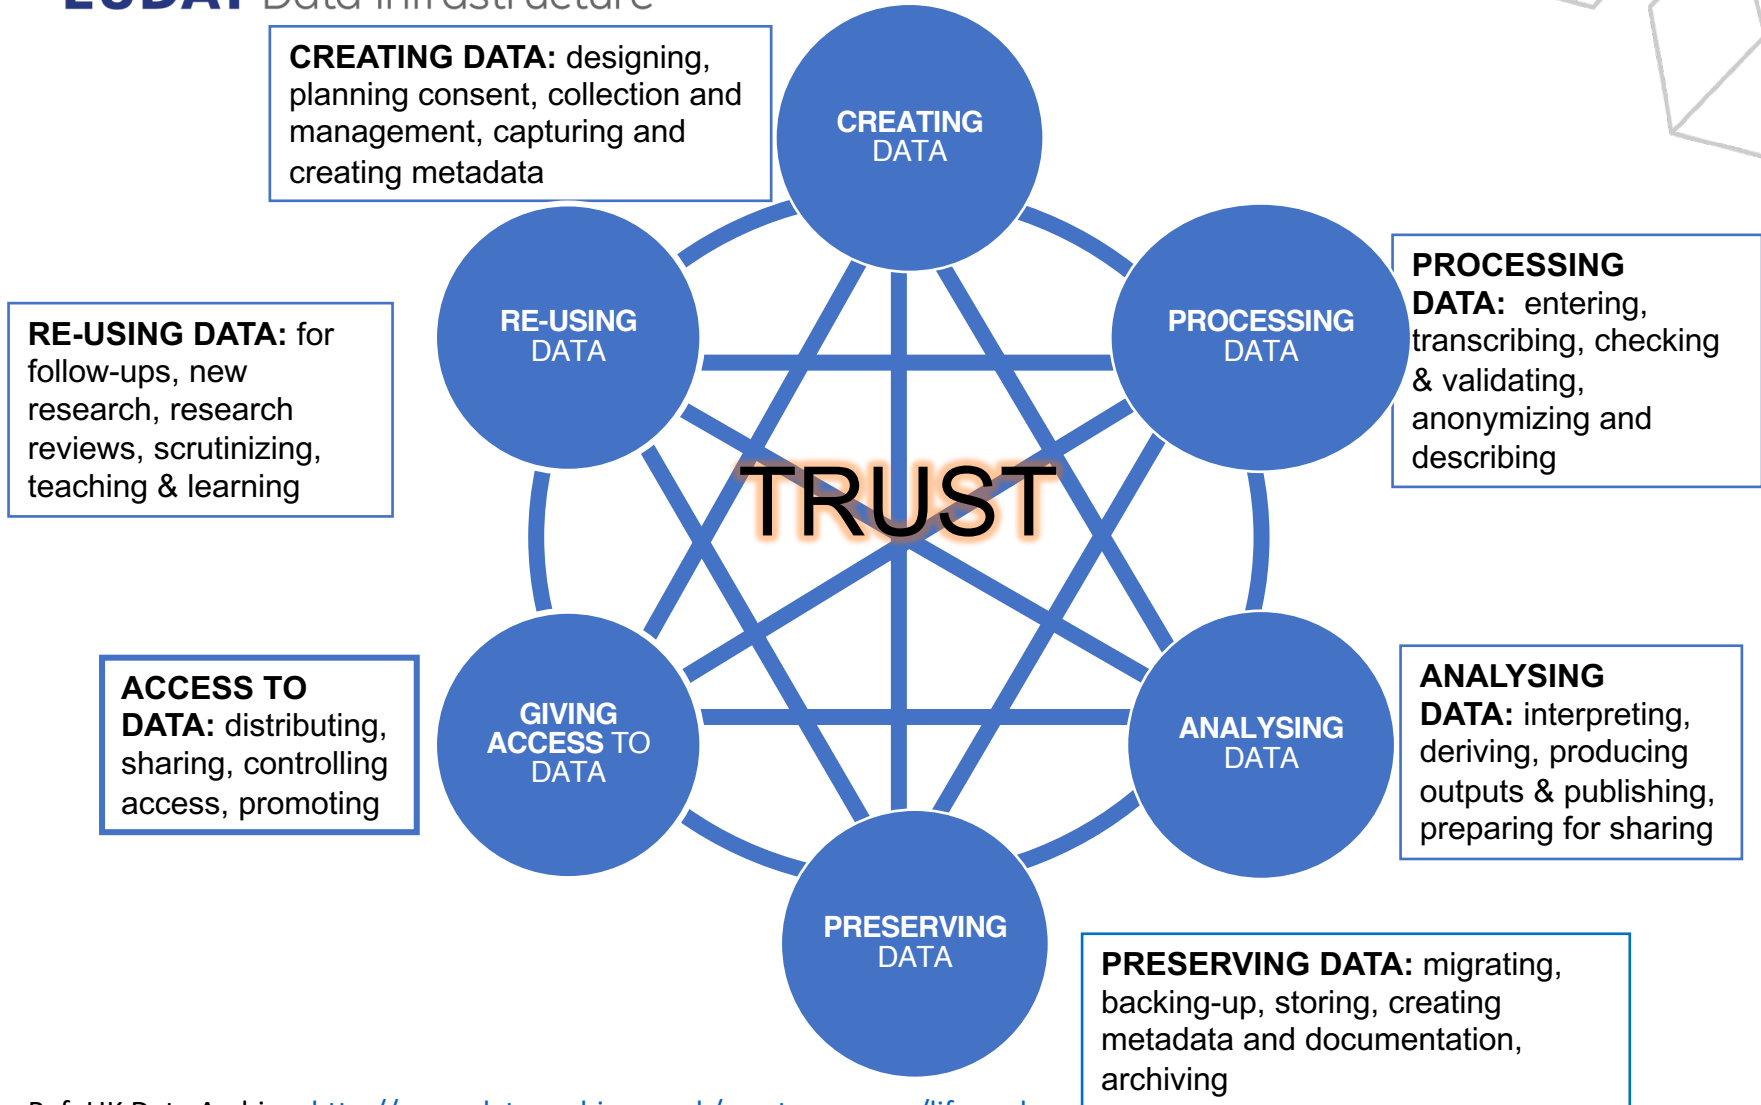 EUDAT Data Infrastructure
CREATING DATA: designing,
planning consent, collection and
management, capturing and
creating metadata
CREATING
DATA
RE-USING
DATA
PROCESSING
DATA
PROCESSING
DATA: entering,
transcribing, checking
& validating,
anonymizing and
describing
RE-USING DATA: for
follow-ups, new
research, research
reviews, scrutinizing,
teaching & learning
TRUST
ACCESS TO
DATA: distributing,
sharing, controlling
access, promoting
GIVING
ACCESS TO
DATA
ANALYSING
DATA
ANALYSING
DATA: interpreting,
deriving, producing
outputs & publishing,
preparing for sharing
PRESERVING
DATA
PRESERVING DATA: migrating,
backing-up, storing, creating
metadata and documentation,
archiving